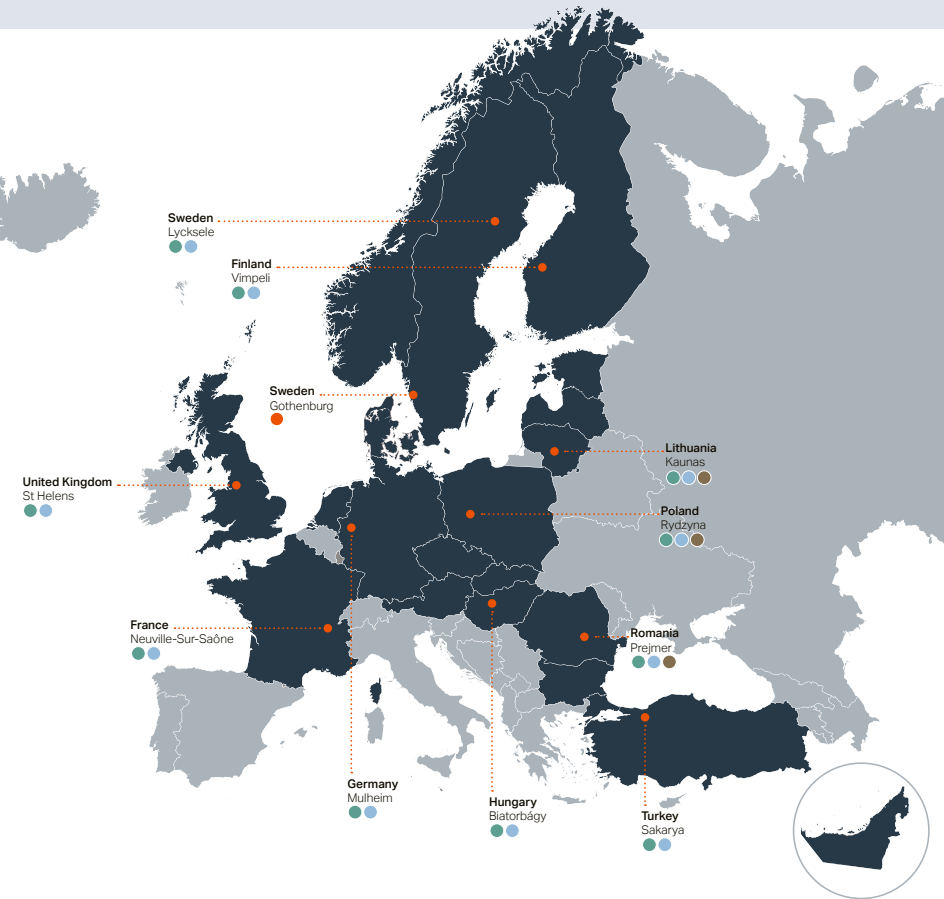 Sweden
Lycksele
Finland
Vimpeli
Sweden
Gothenburg
Lithuania
Kaunas
United Kingdom
St Helens
Poland
Rydzyna
France
Neuville-Sur-Saône
Romania
Prejmer
Germany
Mulheim
Hungary
Biatorbágy
Turkey
Sakarya